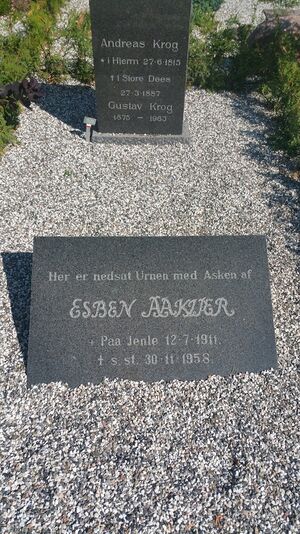 Andreas Krog
* i Hjerm 27-6-1815
† i Store Døes
27-3-1887
Gustav Krog
1875 - 1963
Her er nedsat Urnen med Asken af
ESBEN AAKJÆR
* Paa Jenle 12-7-1911.
† s. st. 30-11-1958.